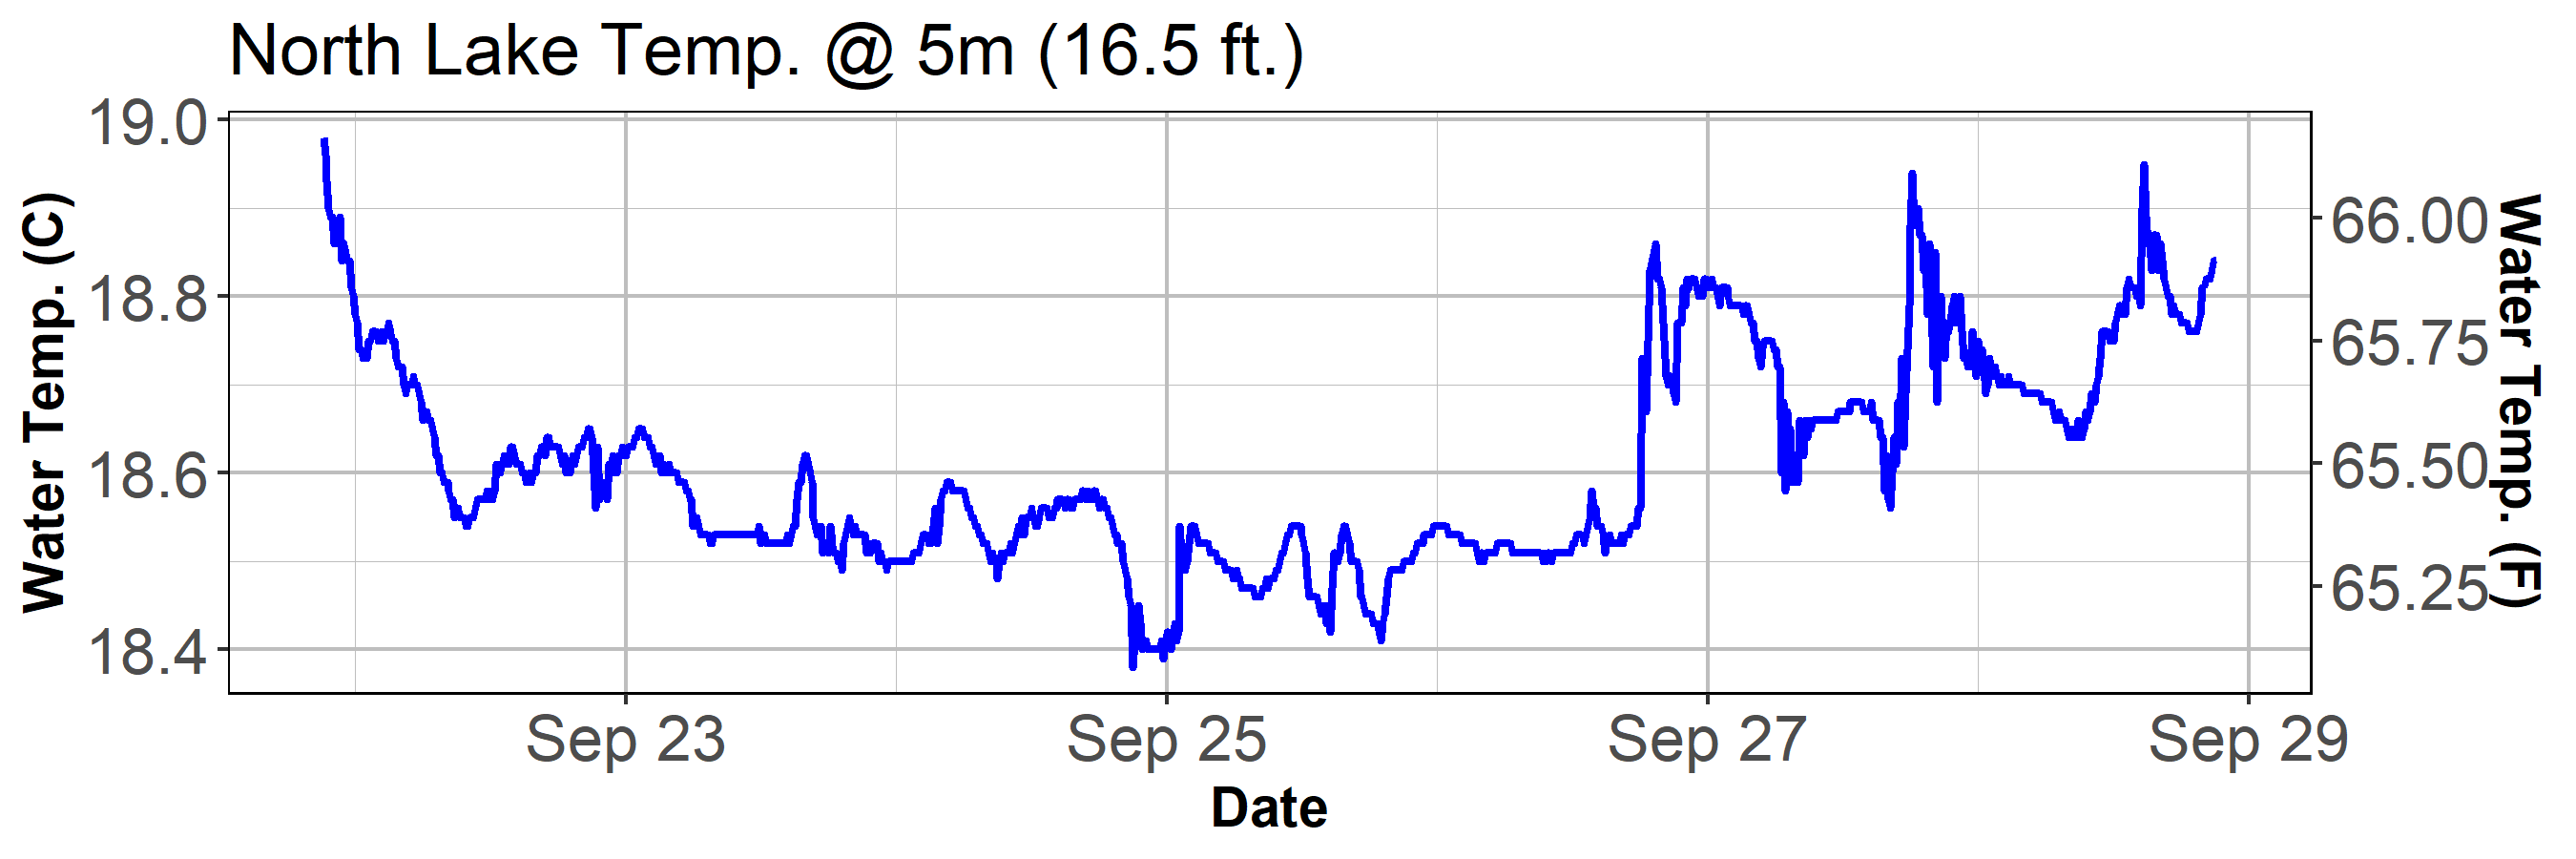 North Lake Temp. @ 5m (16.5 ft.)
Water Temp. (C)
19.0
18.8
18.6
18.4
66.00
65.75
65.50
65.25
Water Temp. (F)
Sep 23 Sep 25 Sep 27 Sep 29
Date